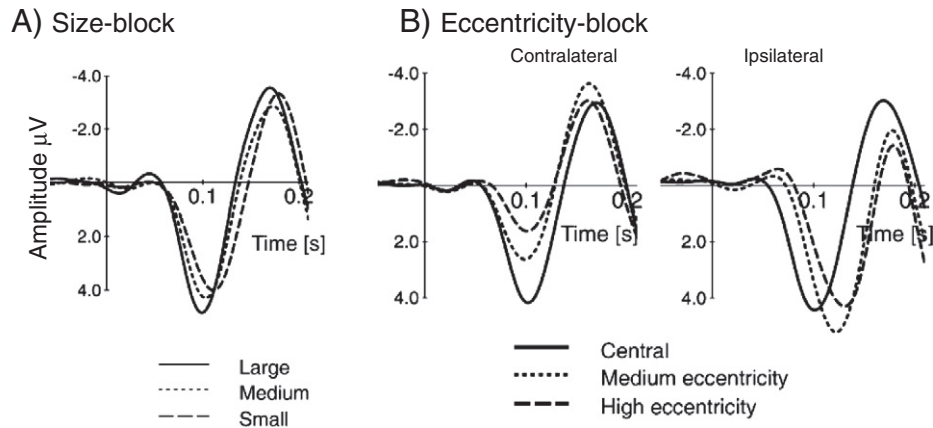 A) Size-block
B) Eccentricity-block
Contralateral
Ipsilateral
Amplitude µV
-4.0
-2.0
2.0
4.0
0.1
0.2
Time [s]
-4.0
-2.0
2.0
4.0
0.1
0.2
Time [s]
-4.0
-2.0
2.0
4.0
0.1
0.2
Time [s]
Large
Medium
Small
Central
Medium eccentricity
High eccentricity